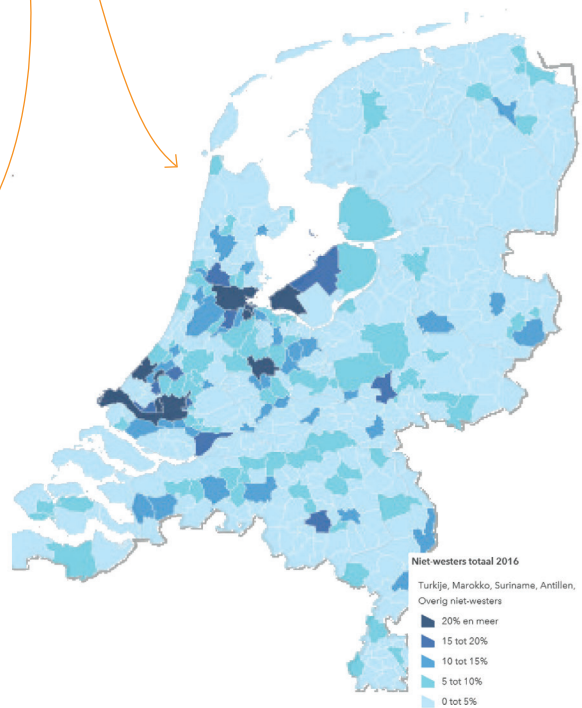 Niet-westers totaal 2016
Turkije, Marokko, Suriname, Antillen,
Overig niet-westers
20% en meer
15 tot 20%
10 tot 15%
5 tot 10%
0 tot 5%